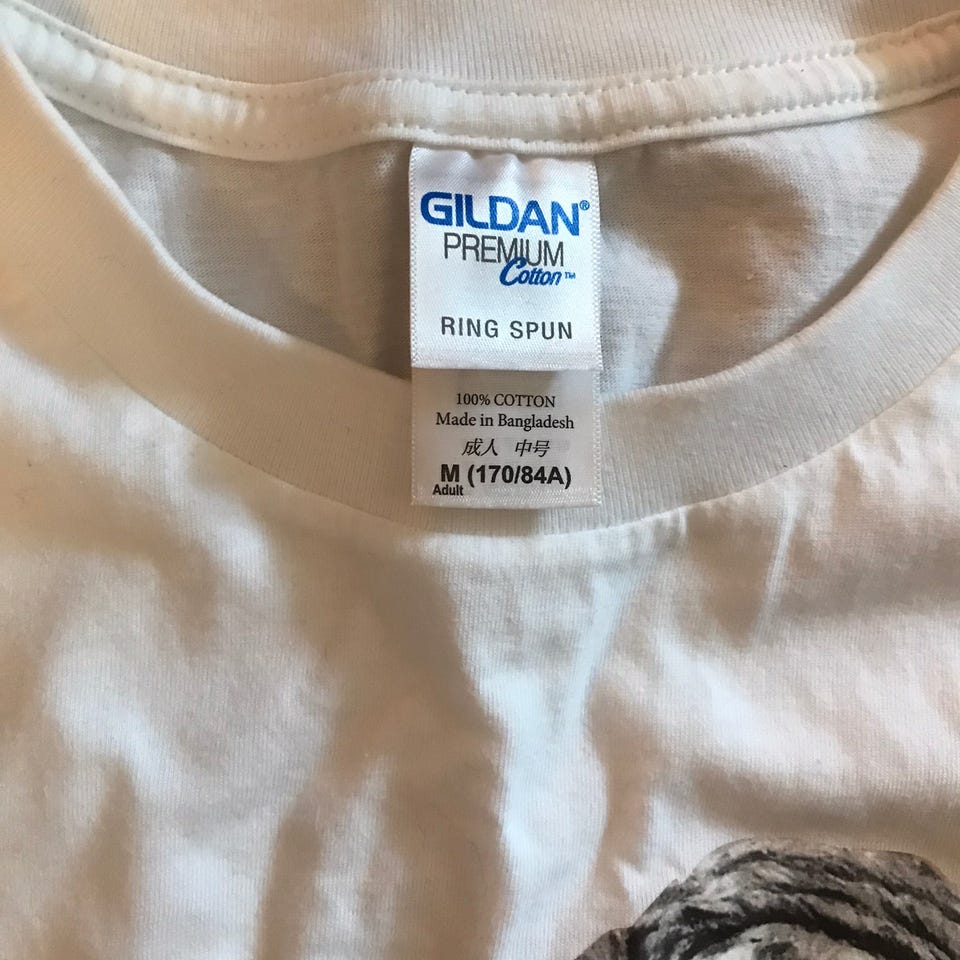 GILDAN®
PREMIUM
Cotton™
RING SPUN
100% COTTON
Made in Bangladesh
成人 中号
M (170/84A)
Adult